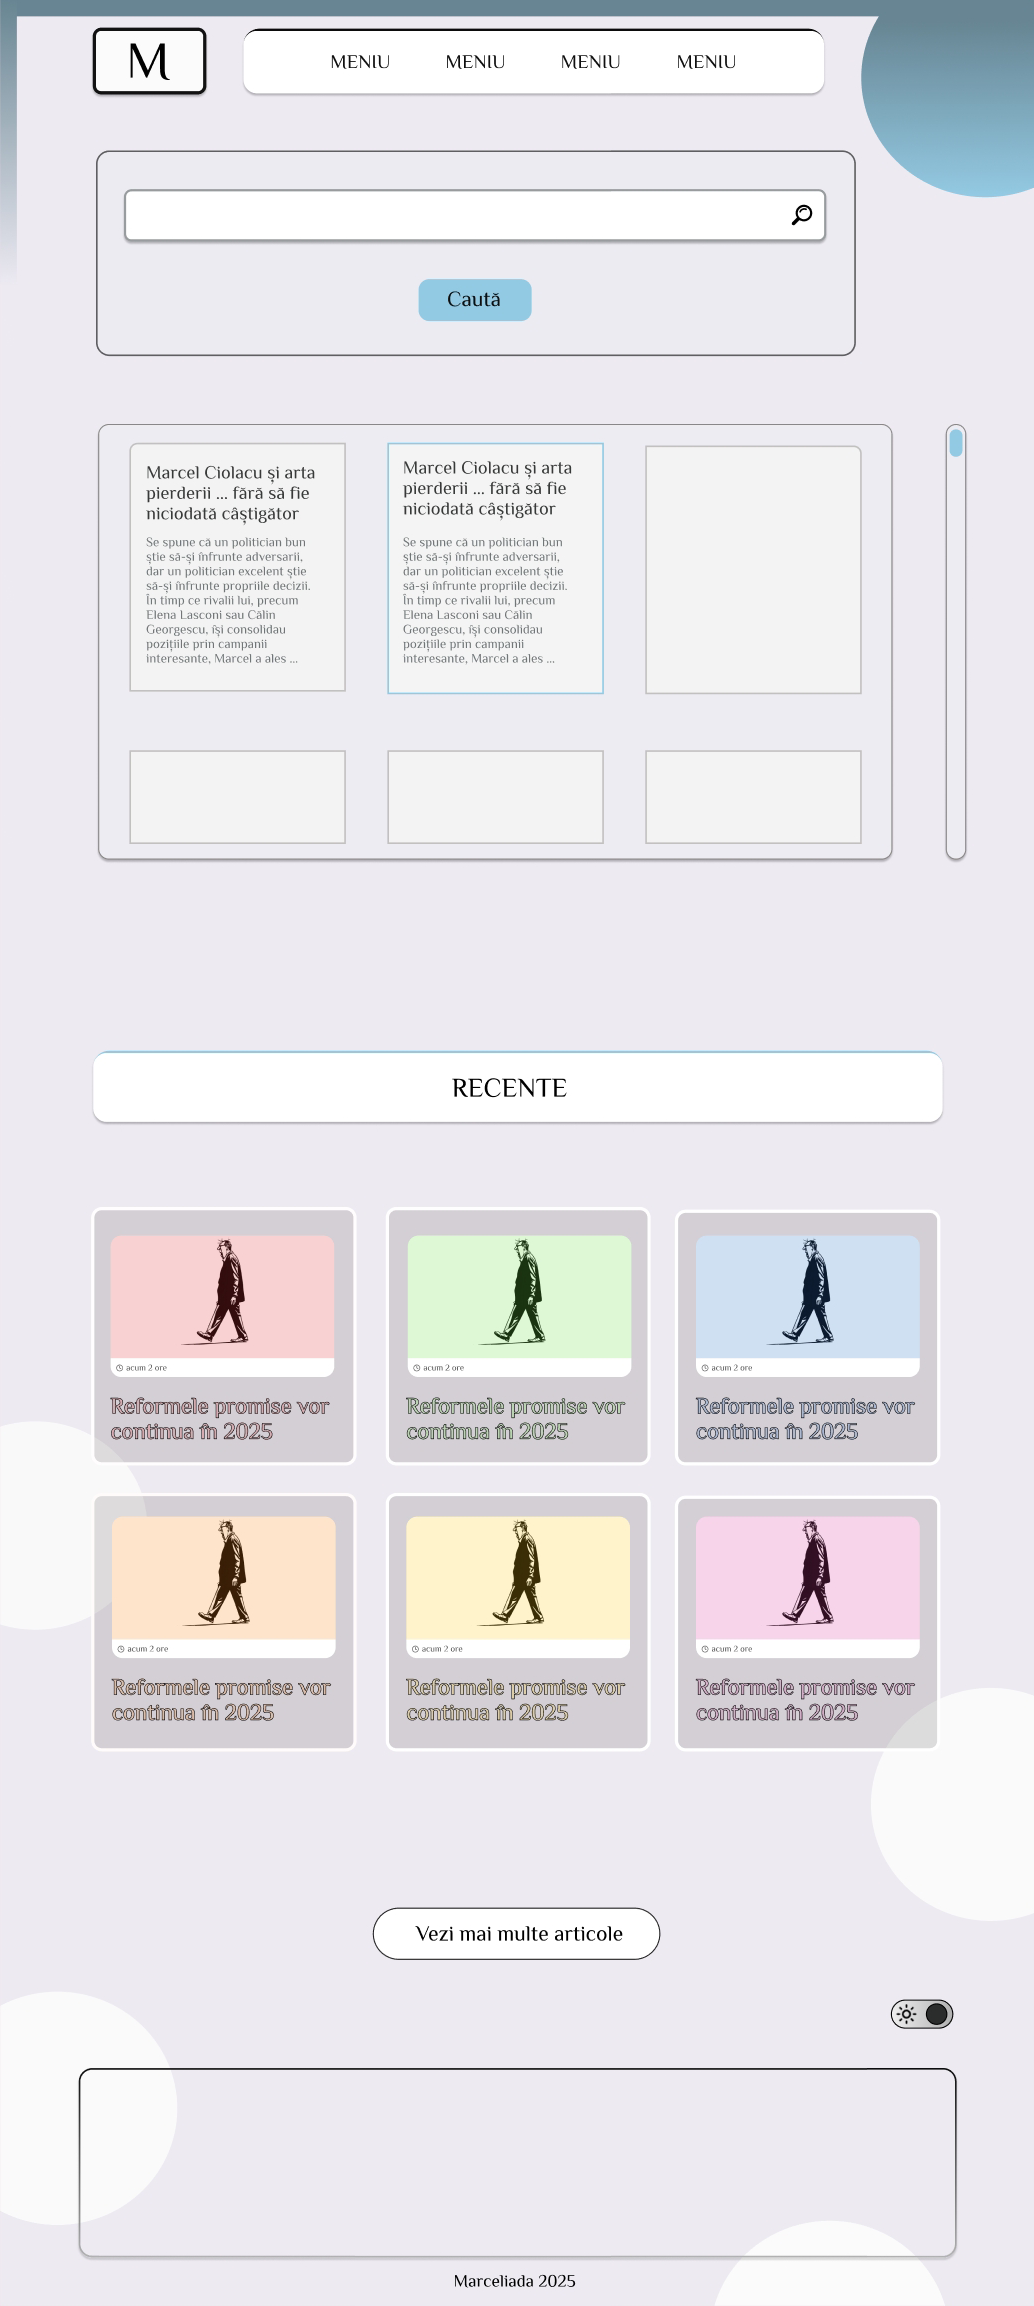 M
MENIU MENIU MENIU MENIU
Caută
Marcel Ciolacu și arta
pierderii ... fără să fie
niciodată câștigător
Se spune că un politician bun
știe să-și înfrunte adversarii,
dar un politician excelent știe
să-și înfrunte propriile decizii.
În timp ce rivalii lui, precum
Elena Lasconi sau Călin
Georgescu, își consolidau
pozițiile prin campanii
interesante, Marcel a ales ...
Marcel Ciolacu și arta
pierderii ... fără să fie
niciodată câștigător
Se spune că un politician bun
știe să-și înfrunte adversarii,
dar un politician excelent știe
să-și înfrunte propriile decizii.
În timp ce rivalii lui, precum
Elena Lasconi sau Călin
Georgescu, își consolidau
pozițiile prin campanii
interesante, Marcel a ales ...
RECENTE
acum 2 ore
Reformele promise vor
continua în 2025
acum 2 ore
Reformele promise vor
continua în 2025
acum 2 ore
Reformele promise vor
continua în 2025
acum 2 ore
Reformele promise vor
continua în 2025
acum 2 ore
Reformele promise vor
continua în 2025
acum 2 ore
Reformele promise vor
continua în 2025
Vezi mai multe articole
Marceliada 2025